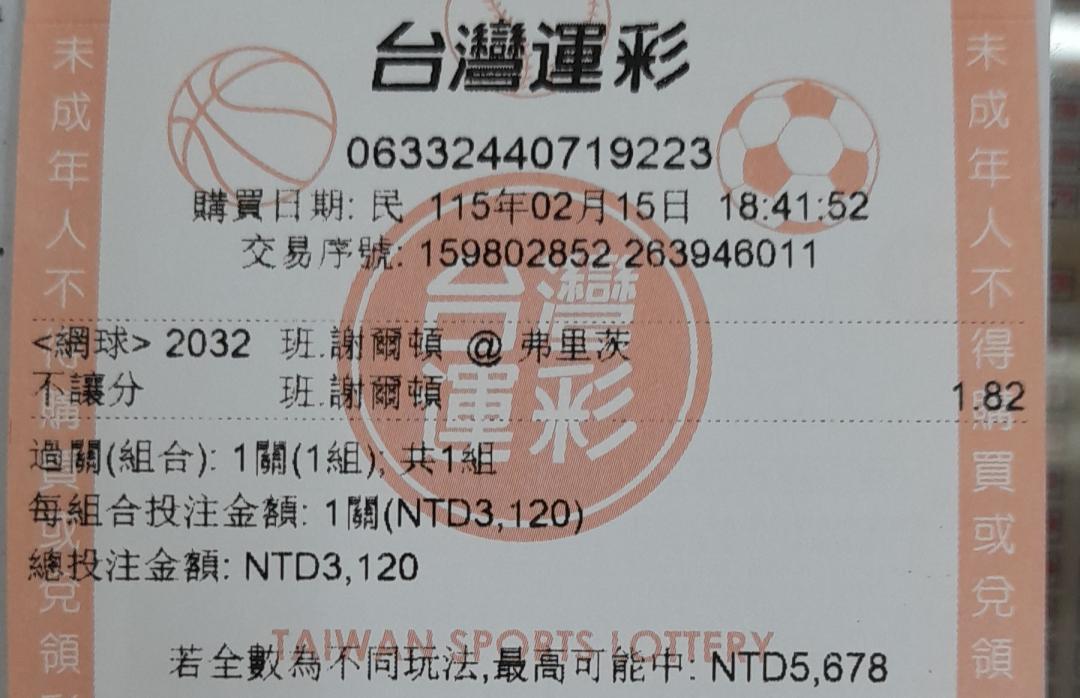 台灣運彩
06332440719223
購買日期: 民 115年02月15日 18:41:52
交易序號: 159802852 263946011
台灣
運彩
<網球> 2032 班.謝爾頓 @ 弗里茨
不讓分 班.謝爾頓 1.82
過關(組合): 1關(1組); 共1組
每組合投注金額: 1關(NTD3,120)
總投注金額: NTD3,120
TAIWAN SPORTS LOTTERY
若全數為不同玩法,最高可能中: NTD5,678
未成年人不得購買或兌領
未成年人不得購買或兌領